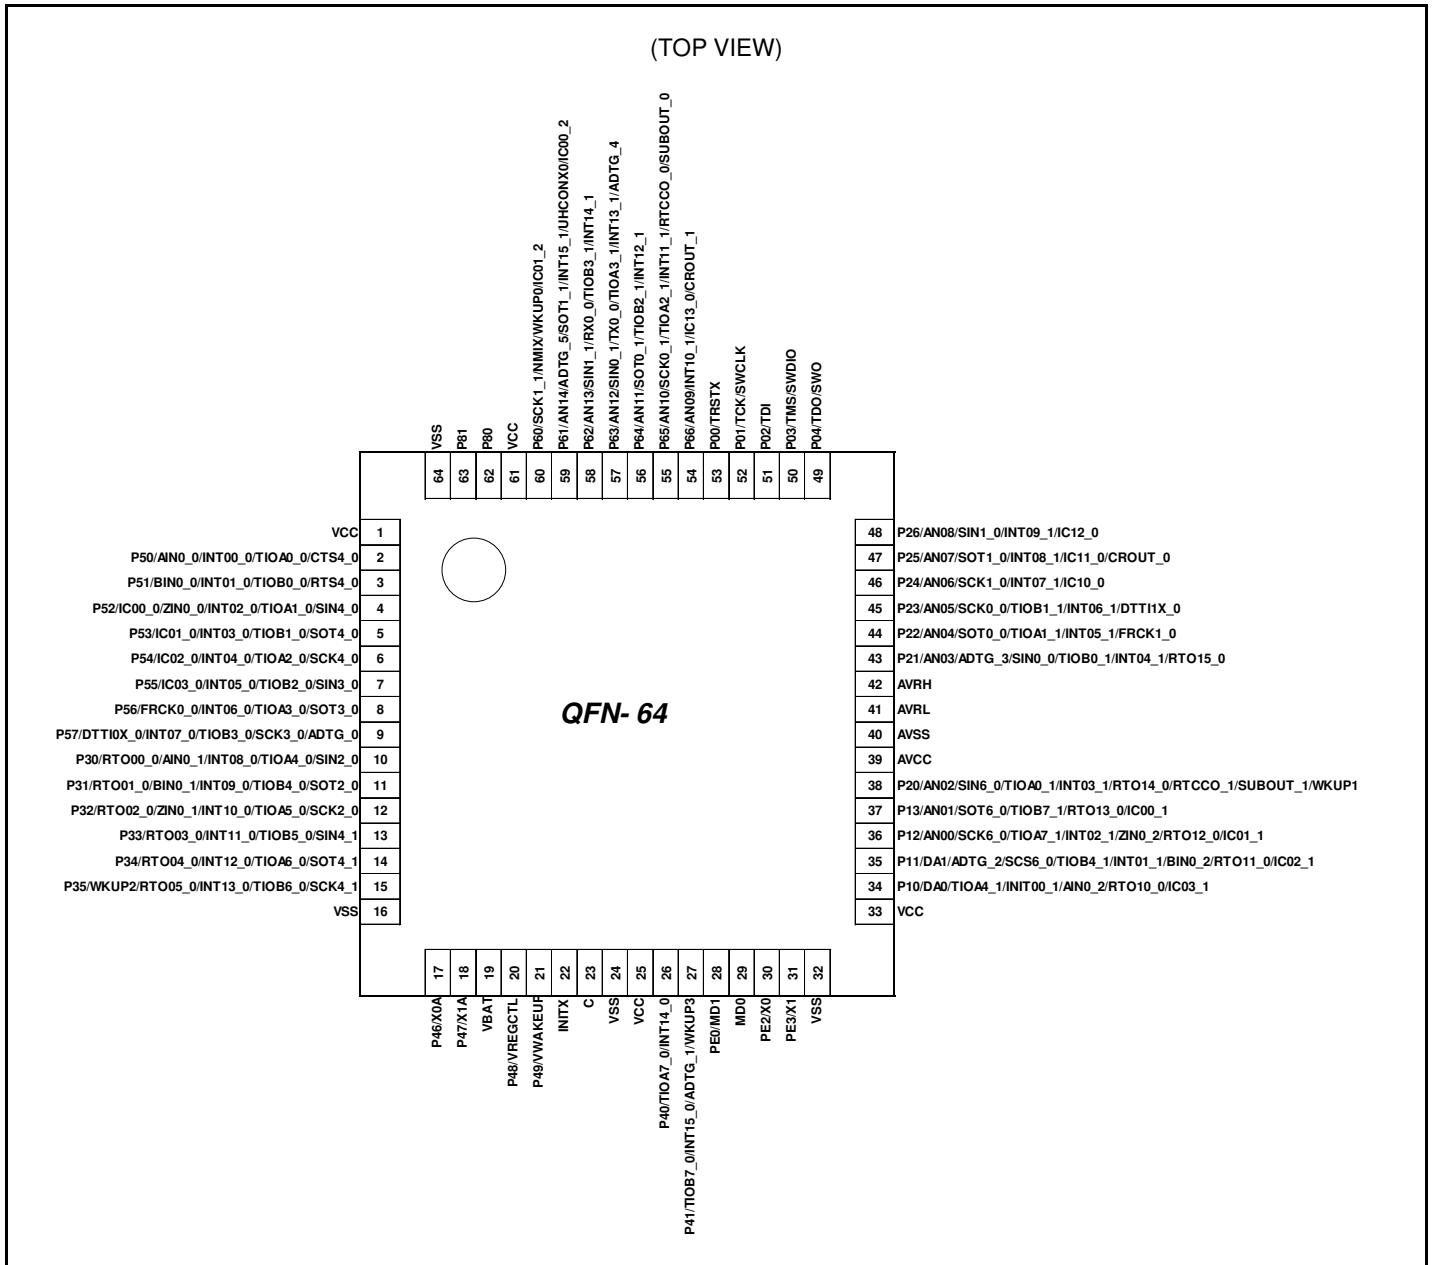 (TOP VIEW)
VSS
P81
P80
VCC
P60/SCK1_1/NMIX/WKUP0/IC01_2
P61/AN14/ADTG_5/SOT1_1/INT15_1/UHCONX0/IC00_2
P62/AN13/SIN1_1/RX0_0/TIOB3_1/INT14_1
P63/AN12/SIN0_1/TX0_0/TIOA3_1/INT13_1/ADTG_4
P64/AN11/SOT0_1/TIOB2_1/INT12_1
P65/AN10/SCK0_1/TIOA2_1/INT11_1/RTCCO_0/SUBOUT_0
P66/AN09/INT10_1/IC13_0/CROUT_1
P00/TRSTX
P01/TCK/SWCLK
P02/TDI
P03/TMS/SWDIO
P04/TDO/SWO
64 63 62 61 60 59 58 57 56 55 54 53 52 51 50 49
VCC 1
P50/AIN0_0/INT00_0/TIOA0_0/CTS4_0 2
P51/BIN0_0/INT01_0/TIOB0_0/RTS4_0 3
P52/IC00_0/ZIN0_0/INT02_0/TIOA1_0/SIN4_0 4
P53/IC01_0/INT03_0/TIOB1_0/SOT4_0 5
P54/IC02_0/INT04_0/TIOA2_0/SCK4_0 6
P55/IC03_0/INT05_0/TIOB2_0/SIN3_0 7
P56/FRCK0_0/INT06_0/TIOA3_0/SOT3_0 8
P57/DTTI0X_0/INT07_0/TIOB3_0/SCK3_0/ADTG_0 9
P30/RTO00_0/AIN0_1/INT08_0/TIOA4_0/SIN2_0 10
P31/RTO01_0/BIN0_1/INT09_0/TIOB4_0/SOT2_0 11
P32/RTO02_0/ZIN0_1/INT10_0/TIOA5_0/SCK2_0 12
P33/RTO03_0/INT11_0/TIOB5_0/SIN4_1 13
P34/RTO04_0/INT12_0/TIOA6_0/SOT4_1 14
P35/WKUP2/RTO05_0/INT13_0/TIOB6_0/SCK4_1 15
VSS 16
QFN- 64
48 P26/AN08/SIN1_0/INT09_1/IC12_0
47 P25/AN07/SOT1_0/INT08_1/IC11_0/CROUT_0
46 P24/AN06/SCK1_0/INT07_1/IC10_0
45 P23/AN05/SCK0_0/TIOB1_1/INT06_1/DTTI1X_0
44 P22/AN04/SOT0_0/TIOA1_1/INT05_1/FRCK1_0
43 P21/AN03/ADTG_3/SIN0_0/TIOB0_1/INT04_1/RTO15_0
42 AVRH
41 AVRL
40 AVSS
39 AVCC
38 P20/AN02/SIN6_0/TIOA0_1/INT03_1/RTO14_0/RTCCO_1/SUBOUT_1/WKUP1
37 P13/AN01/SOT6_0/TIOB7_1/RTO13_0/IC00_1
36 P12/AN00/SCK6_0/TIOA7_1/INT02_1/ZIN0_2/RTO12_0/IC01_1
35 P11/DA1/ADTG_2/SCS6_0/TIOB4_1/INT01_1/BIN0_2/RTO11_0/IC02_1
34 P10/DA0/TIOA4_1/INIT00_1/AIN0_2/RTO10_0/IC03_1
33 VCC
17 18 19 20 21 22 23 24 25 26 27 28 29 30 31 32
P46/X0A
P47/X1A
VBAT
P48/VREGCTL
P49/VWAKEUP
INITX
C
VSS
VCC
P40/TIOA7_0/INT14_0
P41/TIOB7_0/INT15_0/ADTG_1/WKUP3
PE0/MD1
MD0
PE2/X0
PE3/X1
VSS